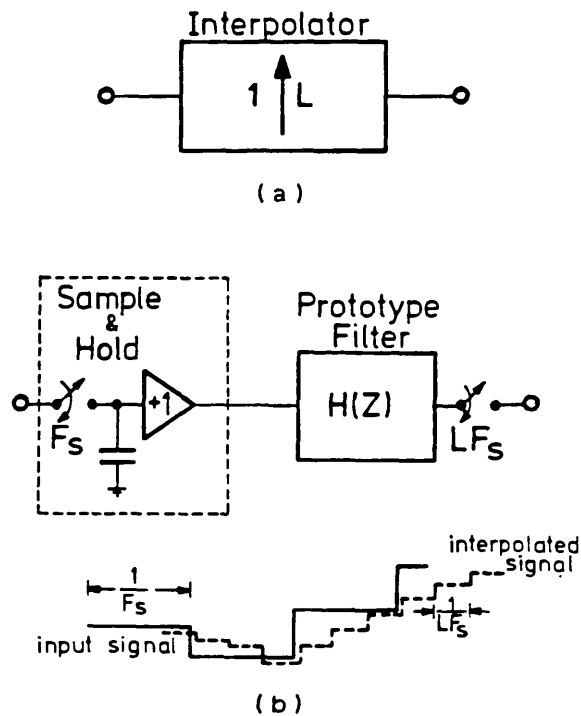 Interpolator
1 L
(a)
Sample
&
Hold
Fs
+1
Prototype
Filter
H(Z)
LFs
interpolated
signal
1
Fs
1
LFs
input signal
(b)